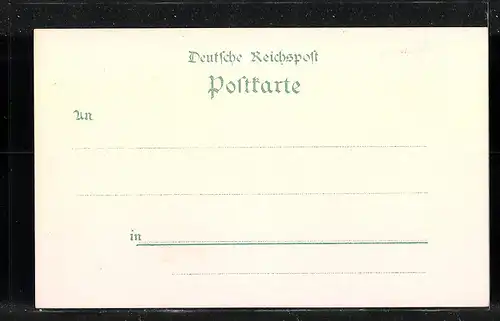 Deutſche Reichspoſt
Poſtkarte
An
in